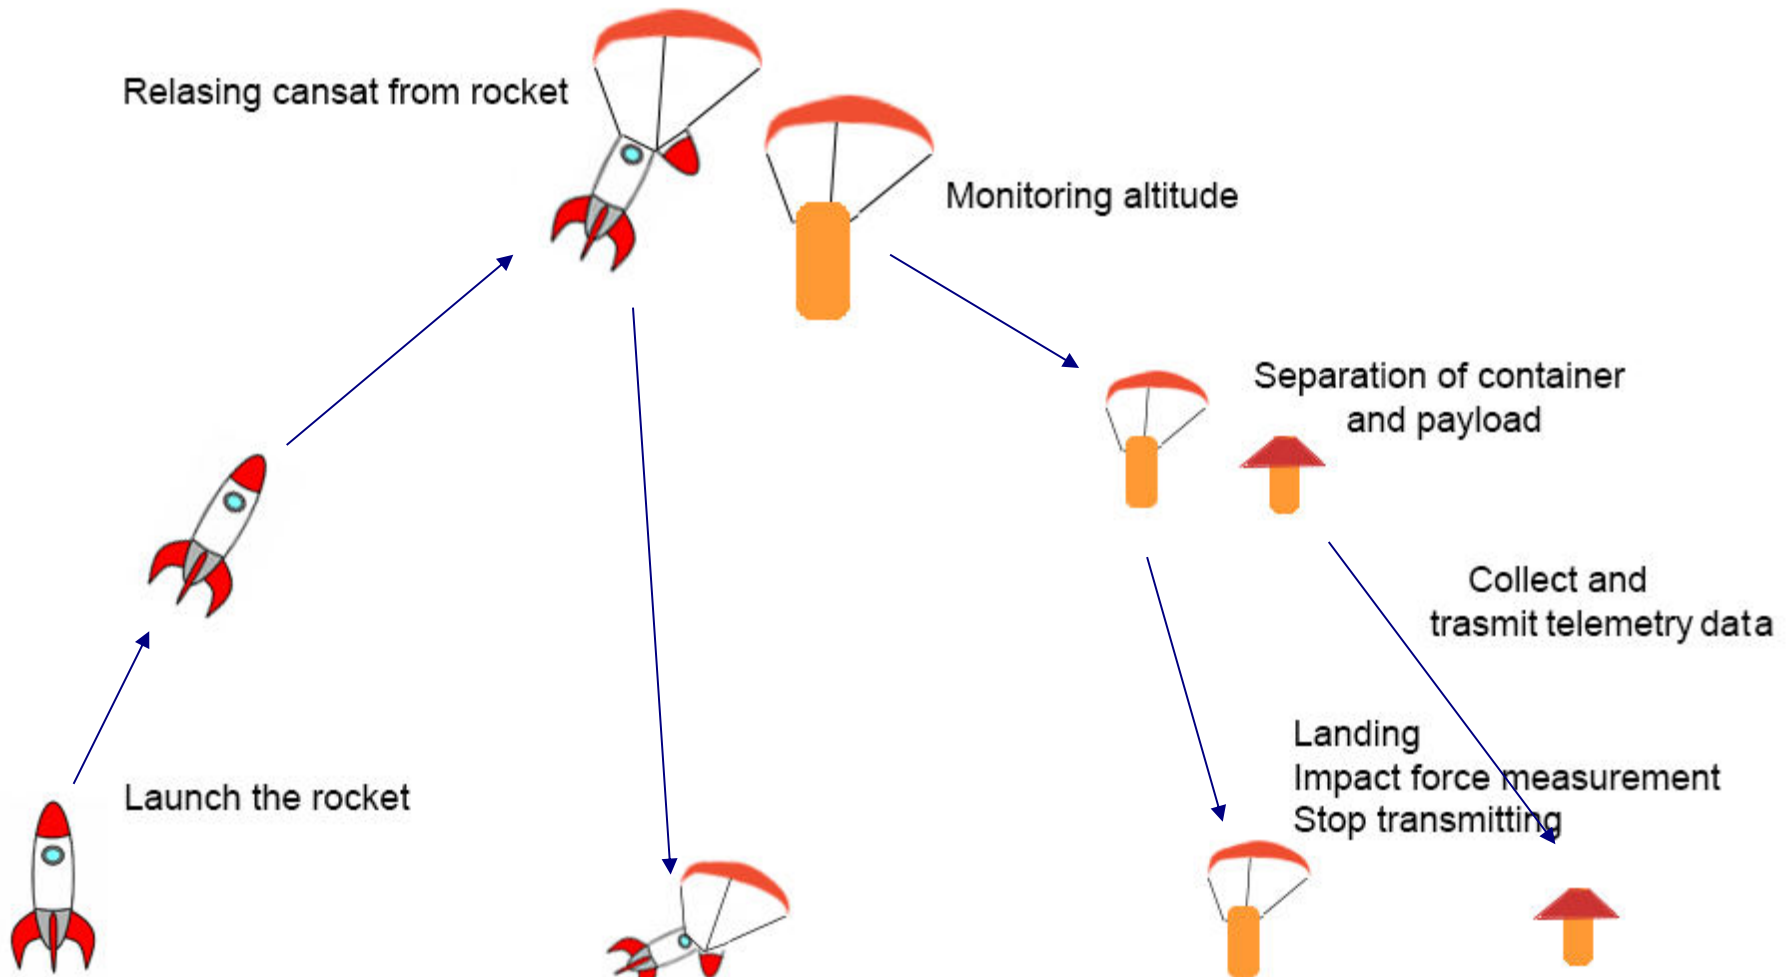 Relasing cansat from rocket
Monitoring altitude
Separation of container
and payload
Collect and
trasmit telemetry data
Landing
Impact force measurement
Stop transmitting
Launch the rocket